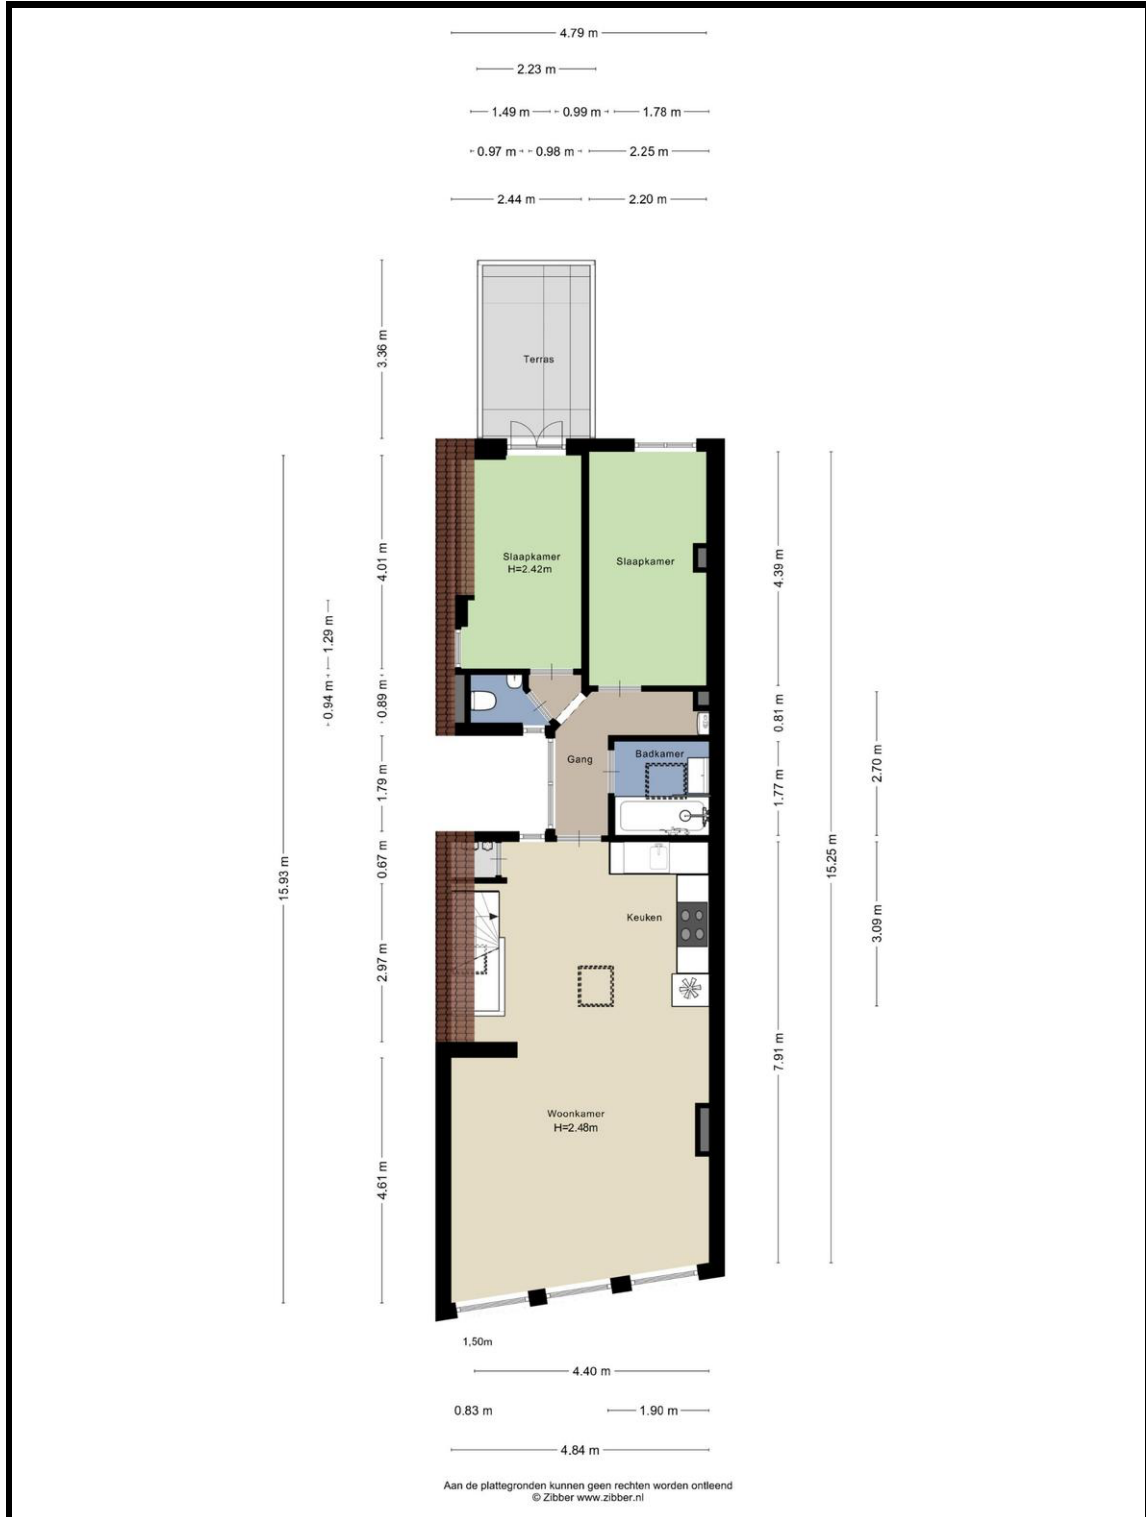 4.79 m
2.23 m
1.49 m 0.99 m 1.78 m
0.97 m 0.98 m 2.25 m
2.44 m 2.20 m
3.36 m
Terras
4.01 m
Slaapkamer
H=2.42m
Slaapkamer
4.39 m
1.29 m
0.94 m
0.89 m
0.81 m
Gang
Badkamer
1.79 m
1.77 m
2.70 m
15.93 m
0.67 m
15.25 m
Keuken
3.09 m
2.97 m
7.91 m
Woonkamer
H=2.48m
4.61 m
1,50m
4.40 m
0.83 m 1.90 m
4.84 m
Aan de plattegronden kunnen geen rechten worden ontleend
© Zibber www.zibber.nl